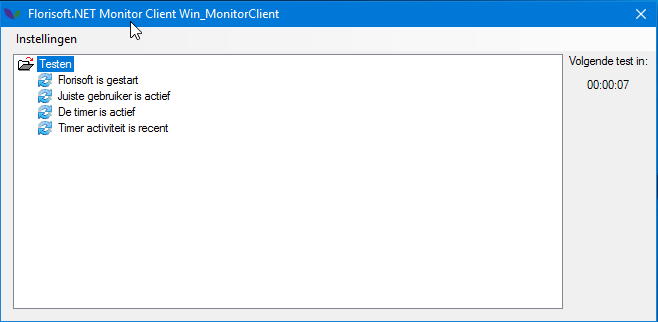 Florisoft.NET Monitor Client Win_MonitorClient
Instellingen
Testen
Florisoft is gestart
Juiste gebruiker is actief
De timer is actief
Timer activiteit is recent
Volgende test in:
00:00:07